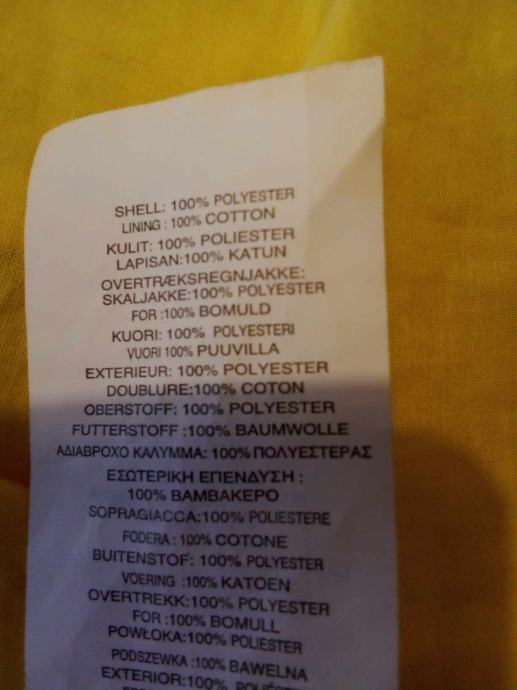 SHELL: 100% POLYESTER
LINING : 100% COTTON
KULIT: 100% POLIESTER
LAPISAN:100% KATUN
OVERTRÆKSREGNJAKKE:
SKALJAKKE:100% POLYESTER
FOR :100% BOMULD
KUORI: 100% POLYESTERI
VUORI 100% PUUVILLA
EXTERIEUR: 100% POLYESTER
DOUBLURE:100% COTON
OBERSTOFF: 100% POLYESTER
FUTTERSTOFF :100% BAUMWOLLE
ΑΔΙΑΒΡΟΧΟ ΚΑΛΥΜΜΑ: 100% ΠΟΛΥΕΣΤΕΡΑΣ
ΕΣΩΤΕΡΙΚΗ ΕΠΕΝΔΥΣΗ :
100% ΒΑΜΒΑΚΕΡΟ
SOPRAGIACCA:100% POLIESTERE
FODERA : 100% COTONE
BUITENSTOF: 100% POLYESTER
VOERING :100% KATOEN
OVERTREKK:100% POLYESTER
FOR :100% BOMULL
POWŁOKA:100% POLIESTER
PODSZEWKA :100% BAWELNA
EXTERIOR:100% POLIÉSTER